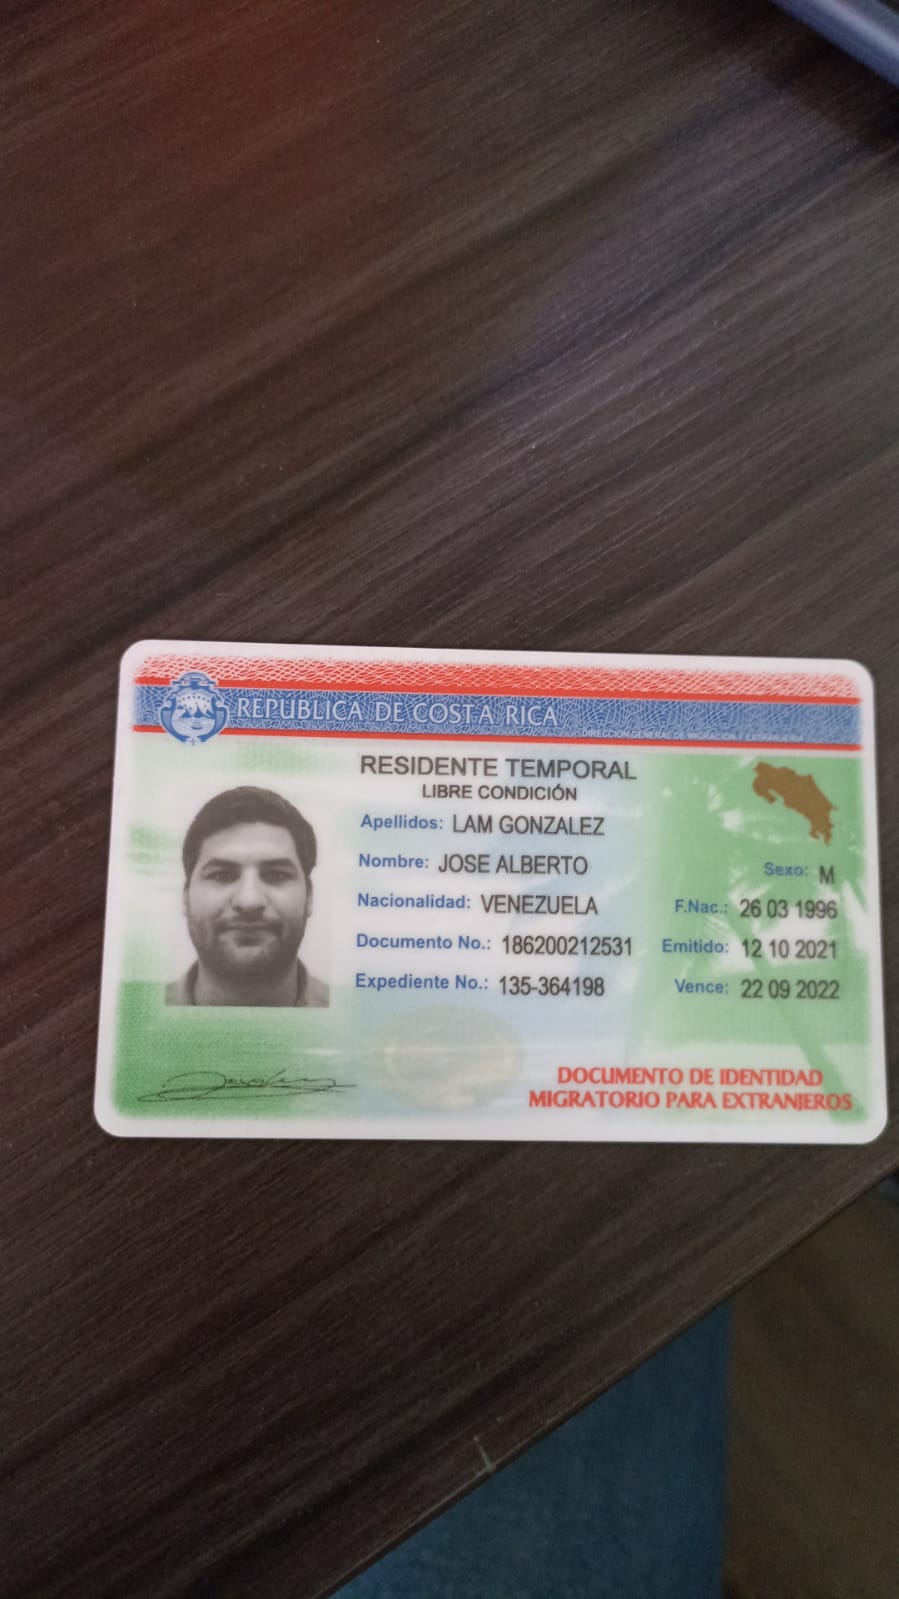 REPÚBLICA DE COSTA RICA
DIRECCIÓN GENERAL DE MIGRACIÓN Y EXTRANJERÍA
RESIDENTE TEMPORAL
LIBRE CONDICIÓN
Apellidos: LAM GONZALEZ
Nombre: JOSE ALBERTO
Sexo: M
Nacionalidad: VENEZUELA
F.Nac.: 26 03 1996
Documento No.: 186200212531
Emitido: 12 10 2021
Expediente No.: 135-364198
Vence: 22 09 2022
DOCUMENTO DE IDENTIDAD
MIGRATORIO PARA EXTRANJEROS